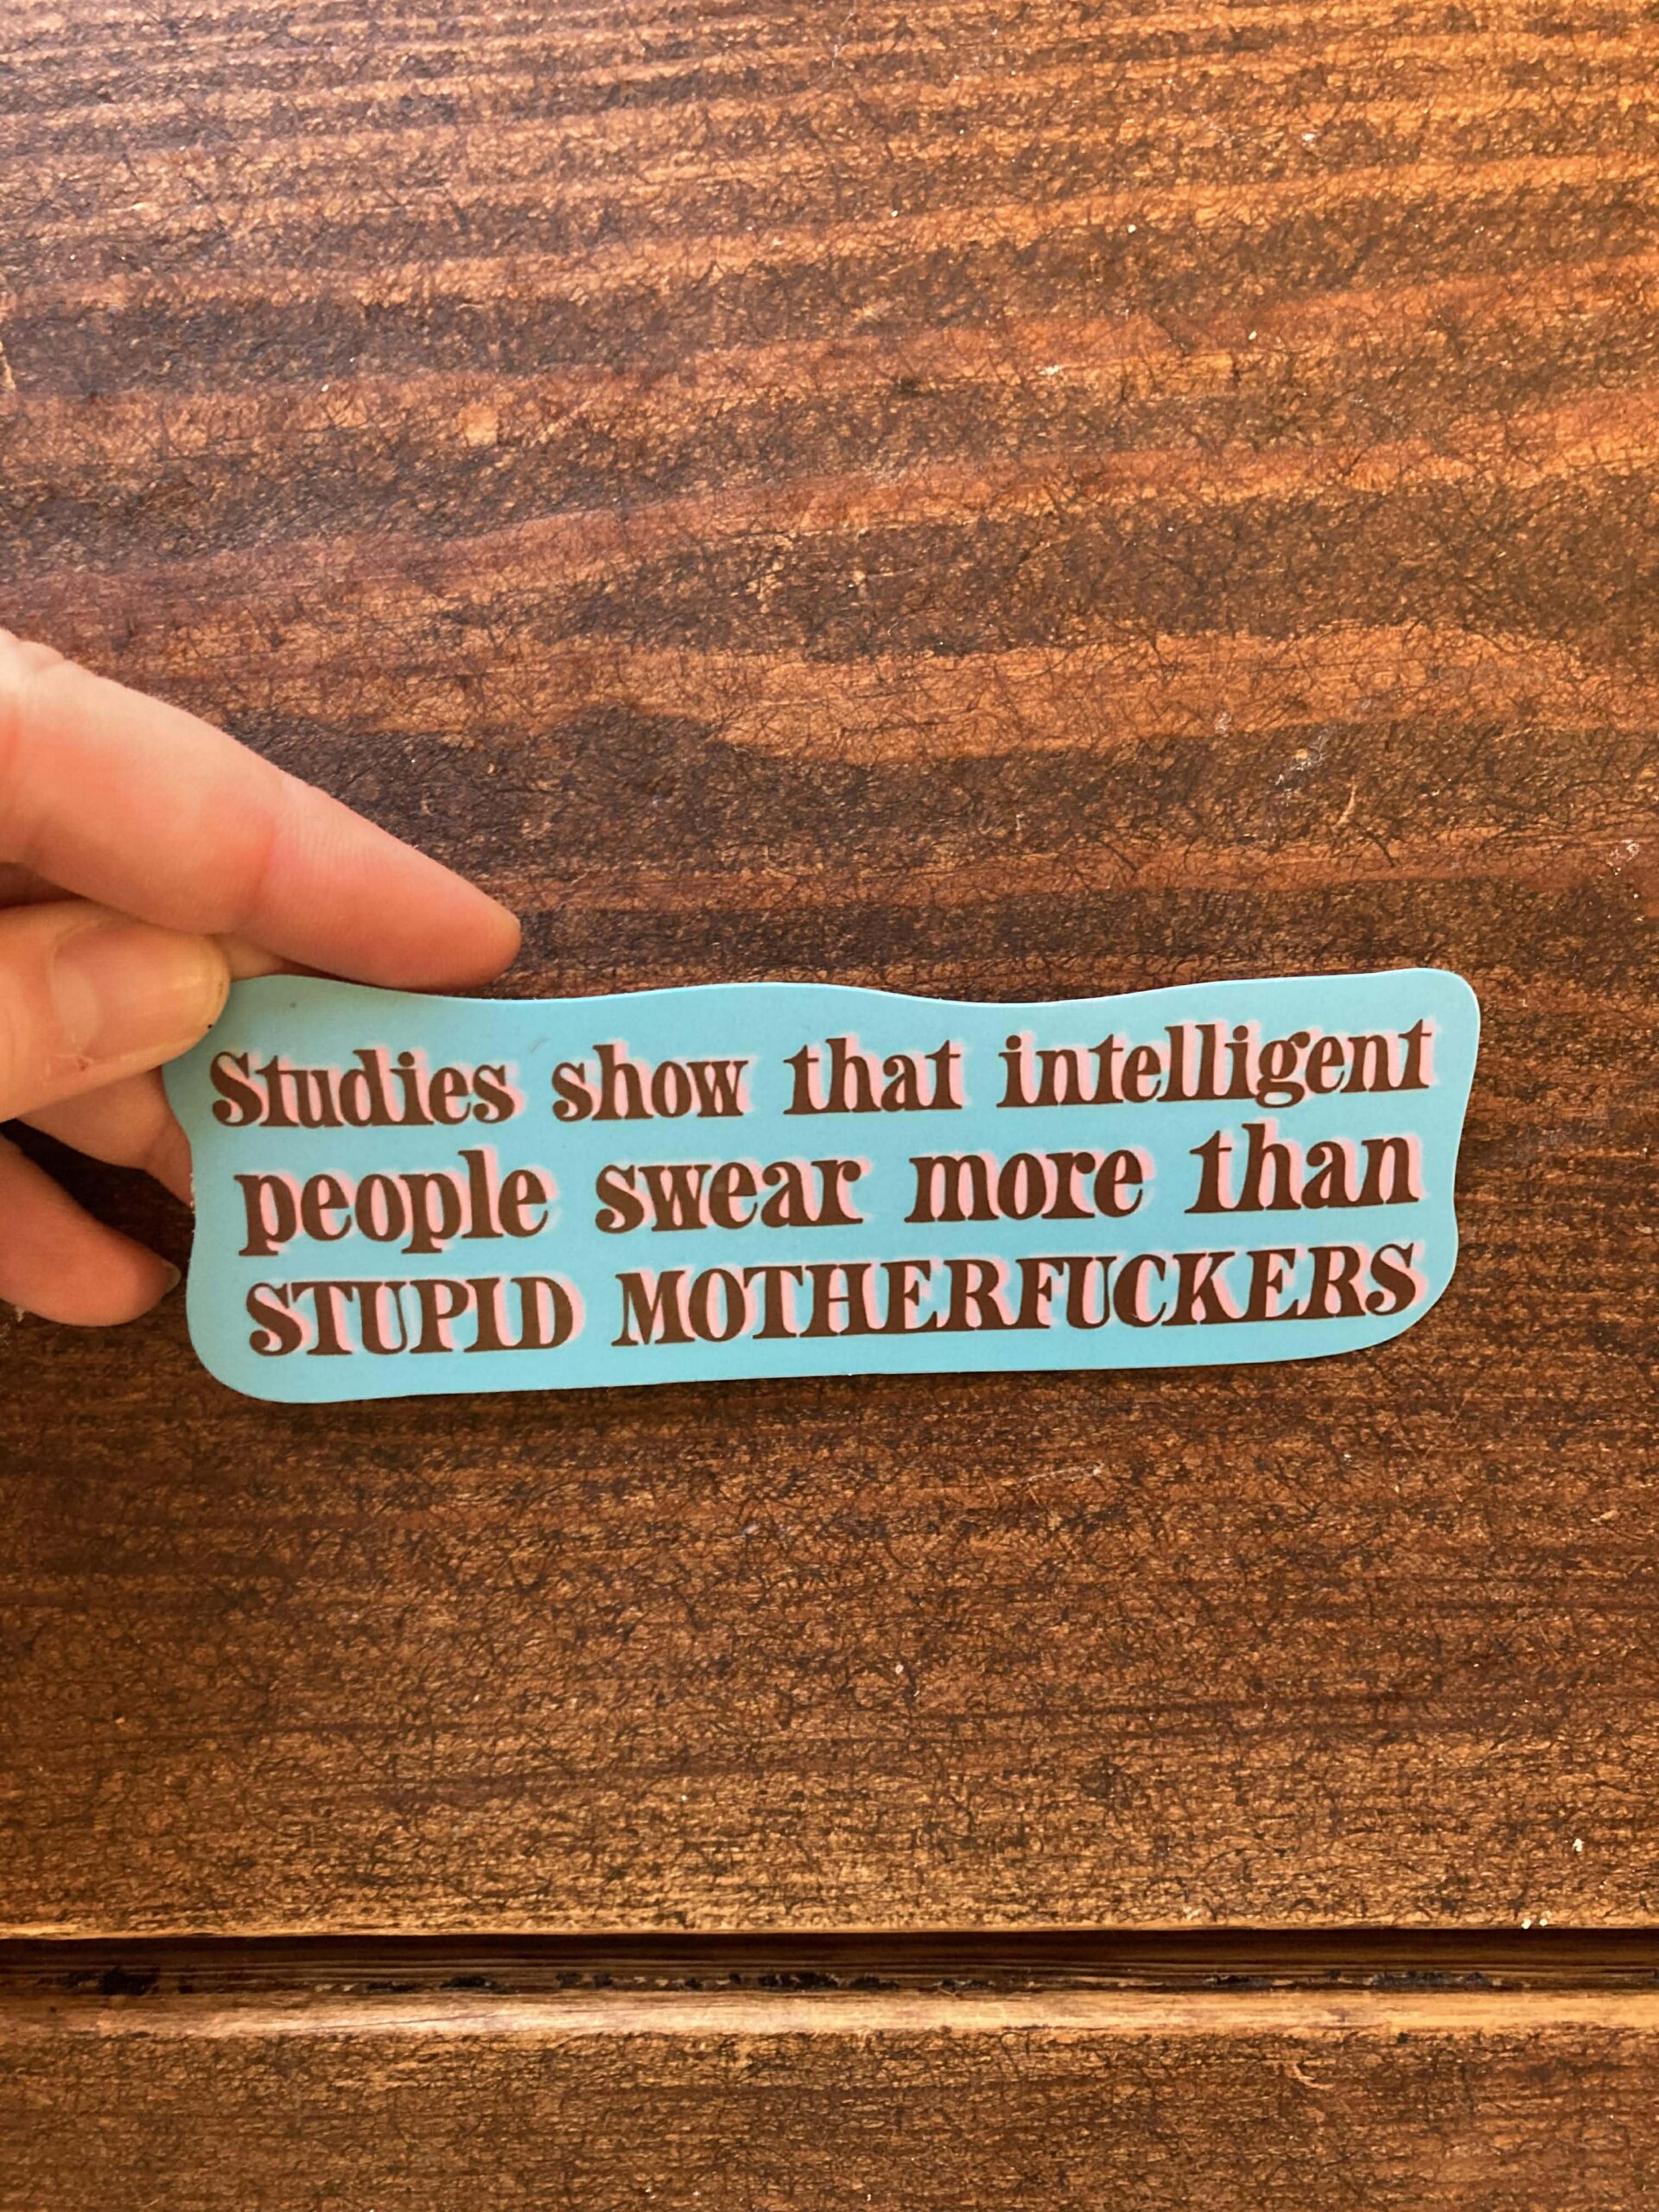 Studies show that intelligent
people swear more than
STUPID MOTHERFUCKERS